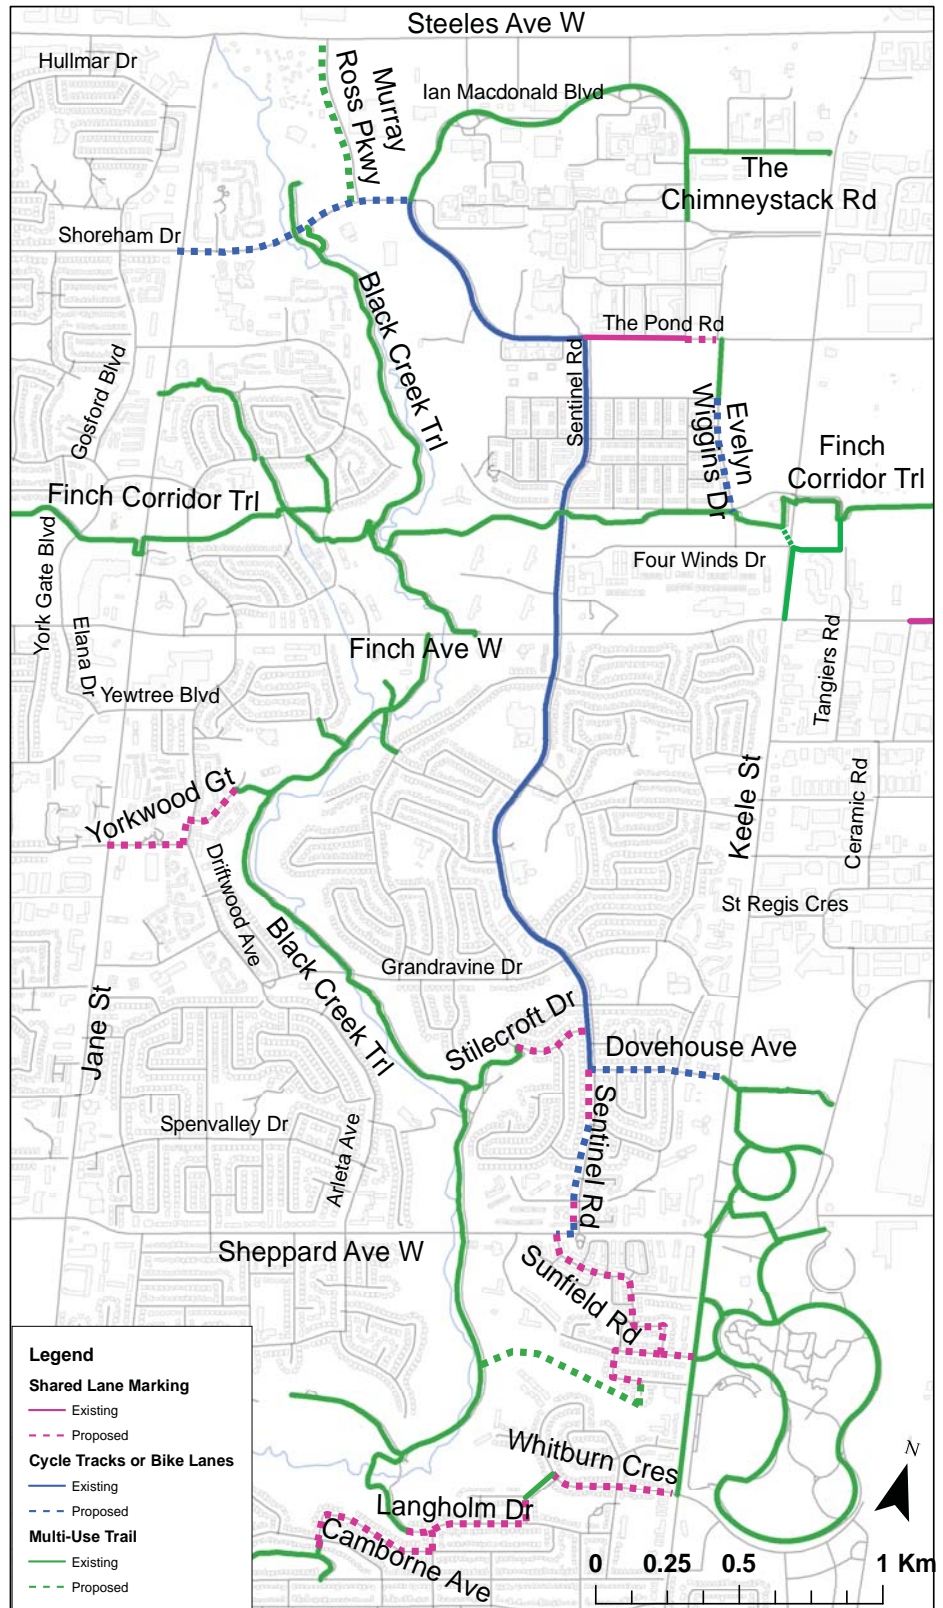 Steeles Ave W
Hullmar Dr
Murray
Ross Pkwy
Ian Macdonald Blvd
The
Chimneystack Rd
Shoreham Dr
Black Creek Trl
The Pond Rd
Sentinel Rd
Gosford Blvd
Evelyn
Wiggins Dr
Finch
Corridor Trl
Finch Corridor Trl
York Gate Blvd
Four Winds Dr
Elana Dr
Finch Ave W
Tangiers Rd
Yewtree Blvd
Yorkwood Gt
Keele St
Ceramic Rd
Driftwood Ave
St Regis Cres
Black Creek Trl
Grandravine Dr
Jane St
Stilecroft Dr
Dovehouse Ave
Sentinel Rd
Spenvalley Dr
Arleta Ave
Sheppard Ave W
Sunfield Rd
Legend
Shared Lane Marking
Existing
Proposed
Cycle Tracks or Bike Lanes
Existing
Proposed
Multi-Use Trail
Existing
Proposed
Whitburn Cres
Langholm Dr
Camborne Ave
N
0 0.25 0.5 1 Km